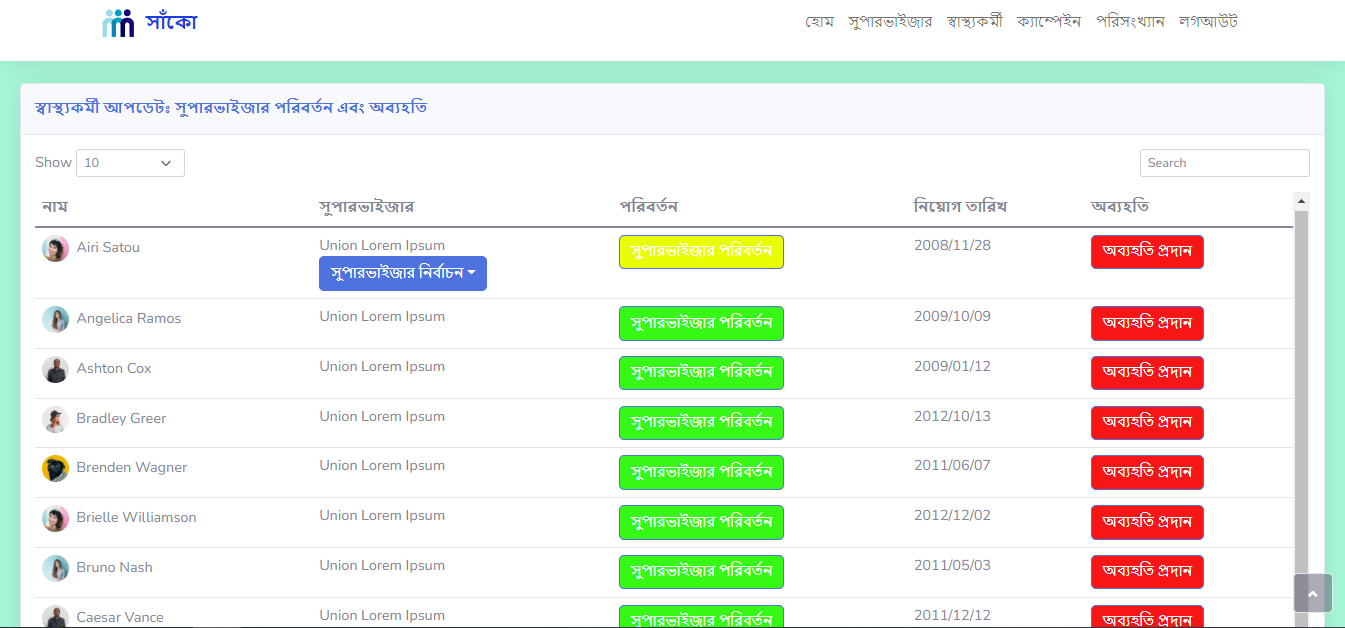 সাঁকো
হোম সুপারভাইজার স্বাস্থ্যকর্মী ক্যাম্পেইন পরিসংখ্যান লগআউট
স্বাস্থ্যকর্মী আপডেটঃ সুপারভাইজার পরিবর্তন এবং অব্যহতি
Show 10 Search
নাম সুপারভাইজার পরিবর্তন নিয়োগ তারিখ অব্যহতি
Airi Satou Union Lorem Ipsum সুপারভাইজার পরিবর্তন 2008/11/28 অব্যহতি প্রদান
সুপারভাইজার নির্বাচন
Angelica Ramos Union Lorem Ipsum সুপারভাইজার পরিবর্তন 2009/10/09 অব্যহতি প্রদান
Ashton Cox Union Lorem Ipsum সুপারভাইজার পরিবর্তন 2009/01/12 অব্যহতি প্রদান
Bradley Greer Union Lorem Ipsum সুপারভাইজার পরিবর্তন 2012/10/13 অব্যহতি প্রদান
Brenden Wagner Union Lorem Ipsum সুপারভাইজার পরিবর্তন 2011/06/07 অব্যহতি প্রদান
Brielle Williamson Union Lorem Ipsum সুপারভাইজার পরিবর্তন 2012/12/02 অব্যহতি প্রদান
Bruno Nash Union Lorem Ipsum সুপারভাইজার পরিবর্তন 2011/05/03 অব্যহতি প্রদান
Caesar Vance Union Lorem Ipsum সুপারভাইজার পরিবর্তন 2011/12/12 অব্যহতি প্রদান